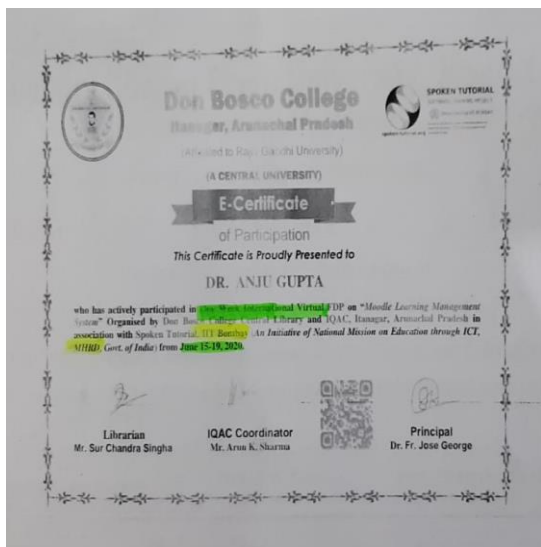 Don Bosco College
Itanagar, Arunachal Pradesh
(Affiliated to Rajiv Gandhi University)
(A CENTRAL UNIVERSITY)
SPOKEN TUTORIAL
spoken-tutorial.org
E-Certificate
of Participation
This Certificate is Proudly Presented to
DR. ANJU GUPTA
who has actively participated in One Week International Virtual FDP on "Moodle Learning Management
System" Organised by Don Bosco College Central Library and IQAC, Itanagar, Arunachal Pradesh in
association with Spoken Tutorial, IIT Bombay (An Initiative of National Mission on Education through ICT,
MHRD, Govt. of India) from June 15-19, 2020.
Librarian
Mr. Sur Chandra Singha
IQAC Coordinator
Mr. Arun K. Sharma
Principal
Dr. Fr. Jose George